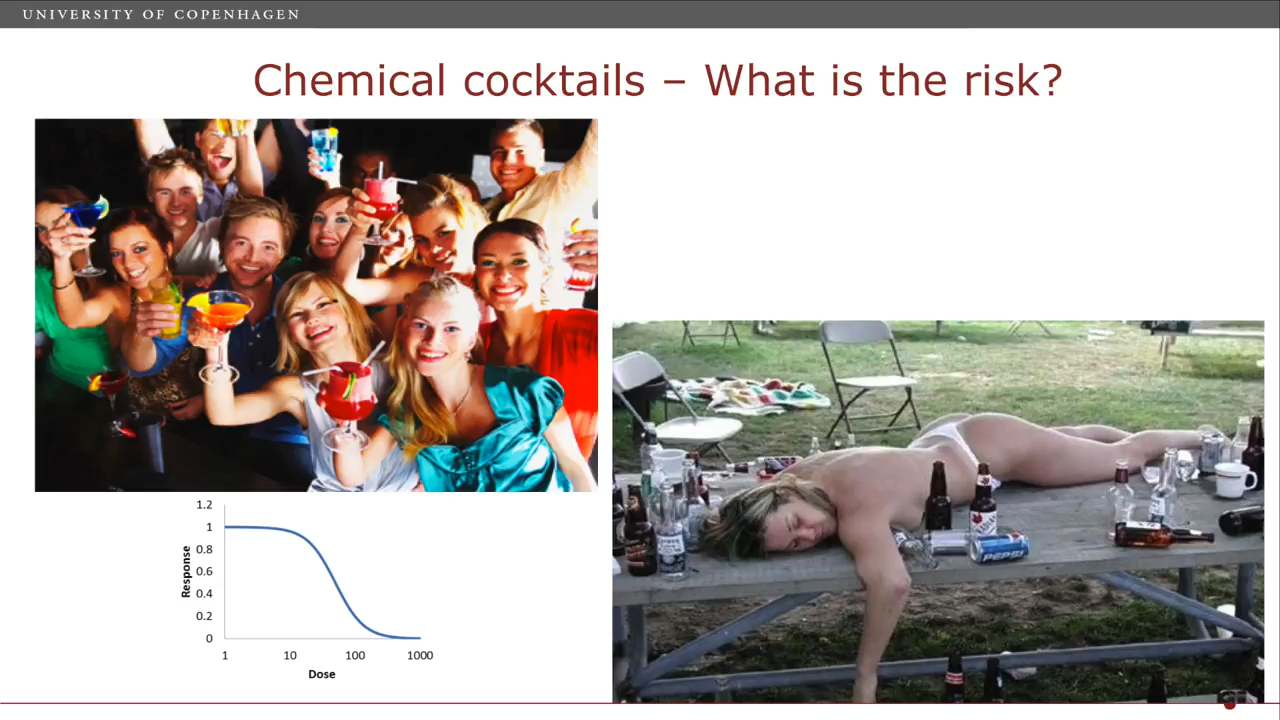 UNIVERSITY OF COPENHAGEN
Chemical cocktails – What is the risk?
1.2
1
0.8
0.6
0.4
0.2
0
Response
1 10 100 1000
Dose
PEPSI